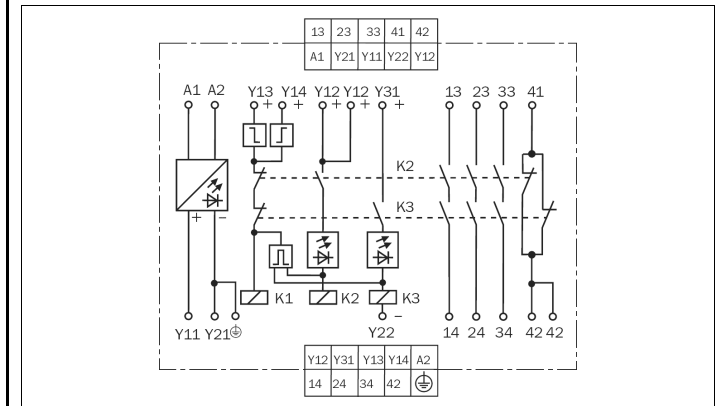 13 23 33 41 42
A1 Y21 Y11 Y22 Y12
A1 A2 Y13 + Y14 + Y12 + Y12 + Y31 + 13 23 33 41
K2
K3
+ −
K1 K2 K3
−
Y11 Y21 Y22 14 24 34 42 42
Y12 Y31 Y13 Y14 A2
14 24 34 42